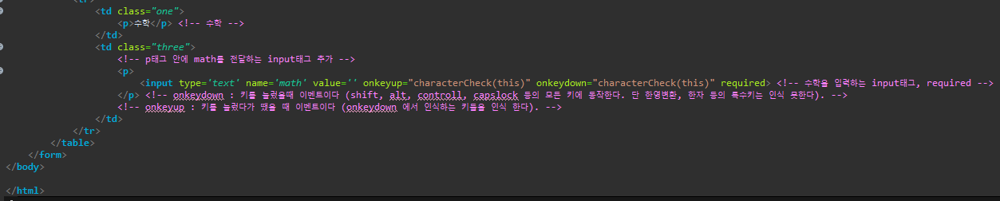 <tr>
<td class="one">
<p>수학</p> <!-- 수학 -->
</td>
<td class="three">
<!-- p태그 안에 math를 전달하는 input태그 추가 -->
<p>
<input type='text' name='math' value='' onkeyup="characterCheck(this)" onkeydown="characterCheck(this)" required> <!-- 수학을 입력하는 input태그, required -->
</p> <!-- onkeydown : 키를 눌렀을때 이벤트이다 (shift, alt, controll, capslock 등의 모든 키에 동작한다. 단 한영변환, 한자 등의 특수키는 인식 못한다). -->
<!-- onkeyup : 키를 눌렀다가 뗐을 때 이벤트이다 (onkeydown 에서 인식하는 키들을 인식 한다). -->
</td>
</tr>
</table>
</form>
</body>
</html>